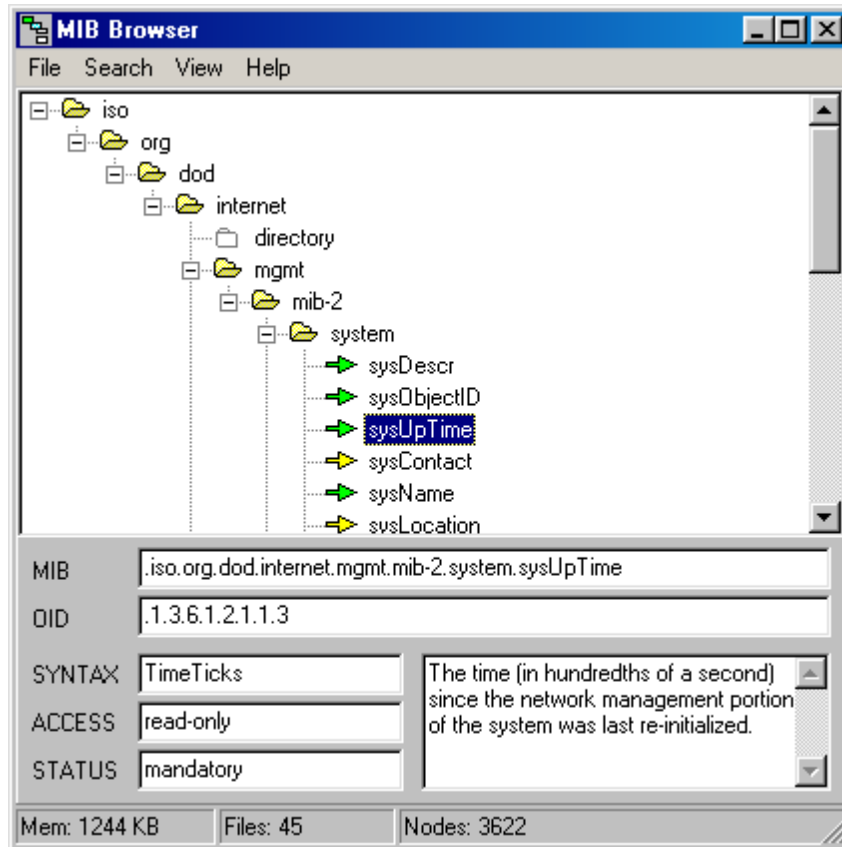 MIB Browser
File Search View Help
iso
org
dod
internet
directory
mgmt
mib-2
system
sysDescr
sysObjectID
sysUpTime
sysContact
sysName
sysLocation
MIB .iso.org.dod.internet.mgmt.mib-2.system.sysUpTime
OID .1.3.6.1.2.1.1.3
SYNTAX TimeTicks
ACCESS read-only
STATUS mandatory
The time (in hundredths of a second)
since the network management portion
of the system was last re-initialized.
Mem: 1244 KB Files: 45 Nodes: 3622